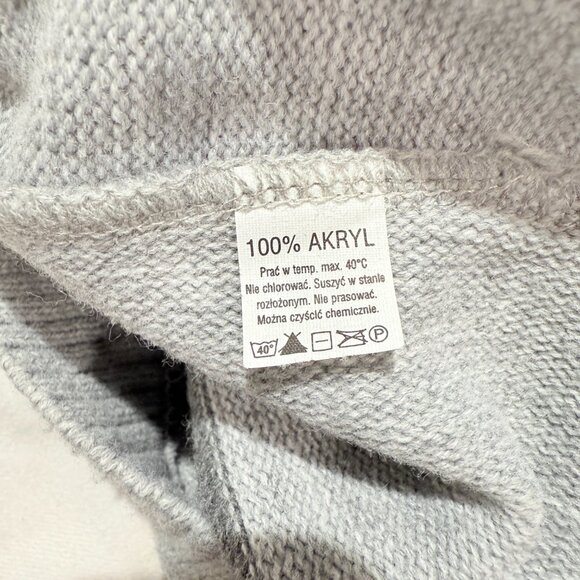 100% AKRYL
Prać w temp. max. 40°C
Nie chlorować. Suszyć w stanie
rozłożonym. Nie prasować.
Można czyścić chemicznie.
40° P